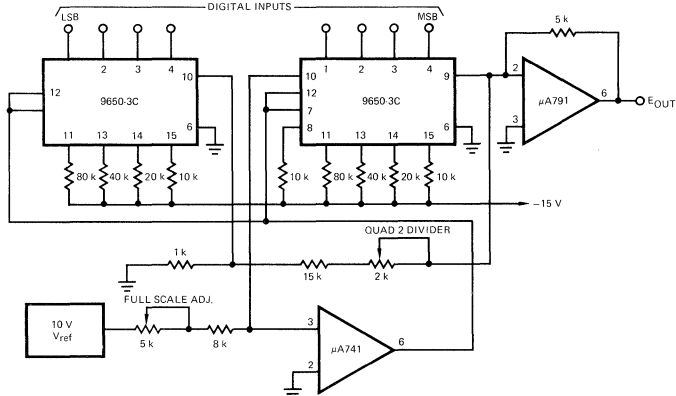 DIGITAL INPUTS
LSB MSB
2 3 4 1 2 3 4
5 k
10 10 9 2
12 9650-3C 12 9650-3C µA791 6 EOUT
7
6 8 6 3
11 13 14 15 11 13 14 15
80 k 40 k 20 k 10 k 10 k 80 k 40 k 20 k 10 k
−15 V
QUAD 2 DIVIDER
1 k
15 k 2 k
FULL SCALE ADJ.
10 V
Vref
5 k 8 k
3
µA741 6
2